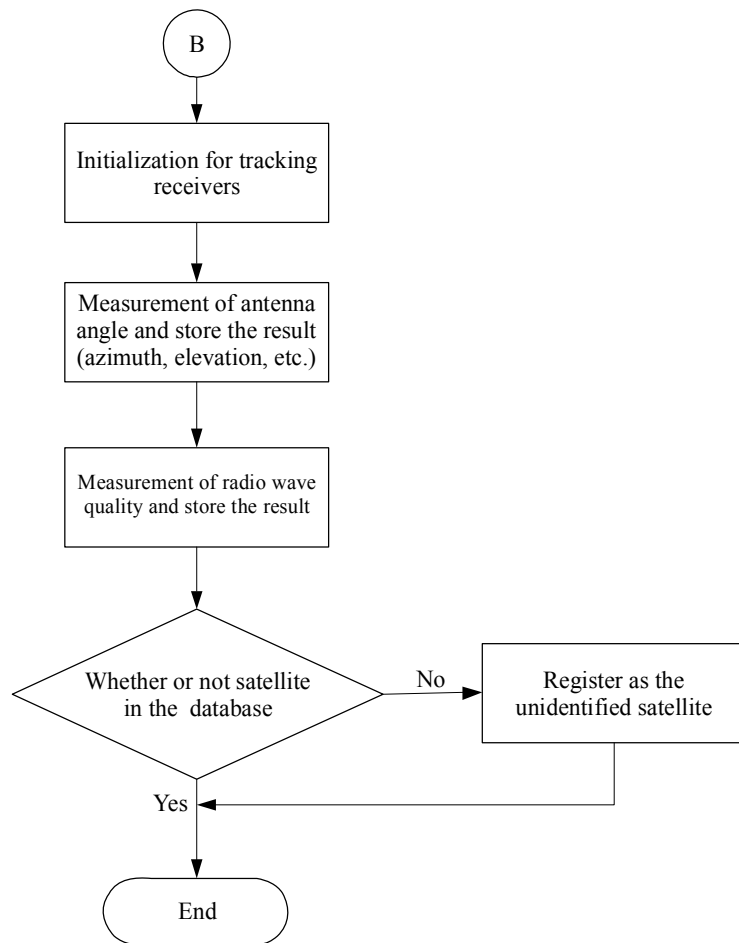 B
Initialization for tracking
receivers
Measurement of antenna
angle and store the result
(azimuth, elevation, etc.)
Measurement of radio wave
quality and store the result
Whether or not satellite
in the database
No
Register as the
unidentified satellite
Yes
End